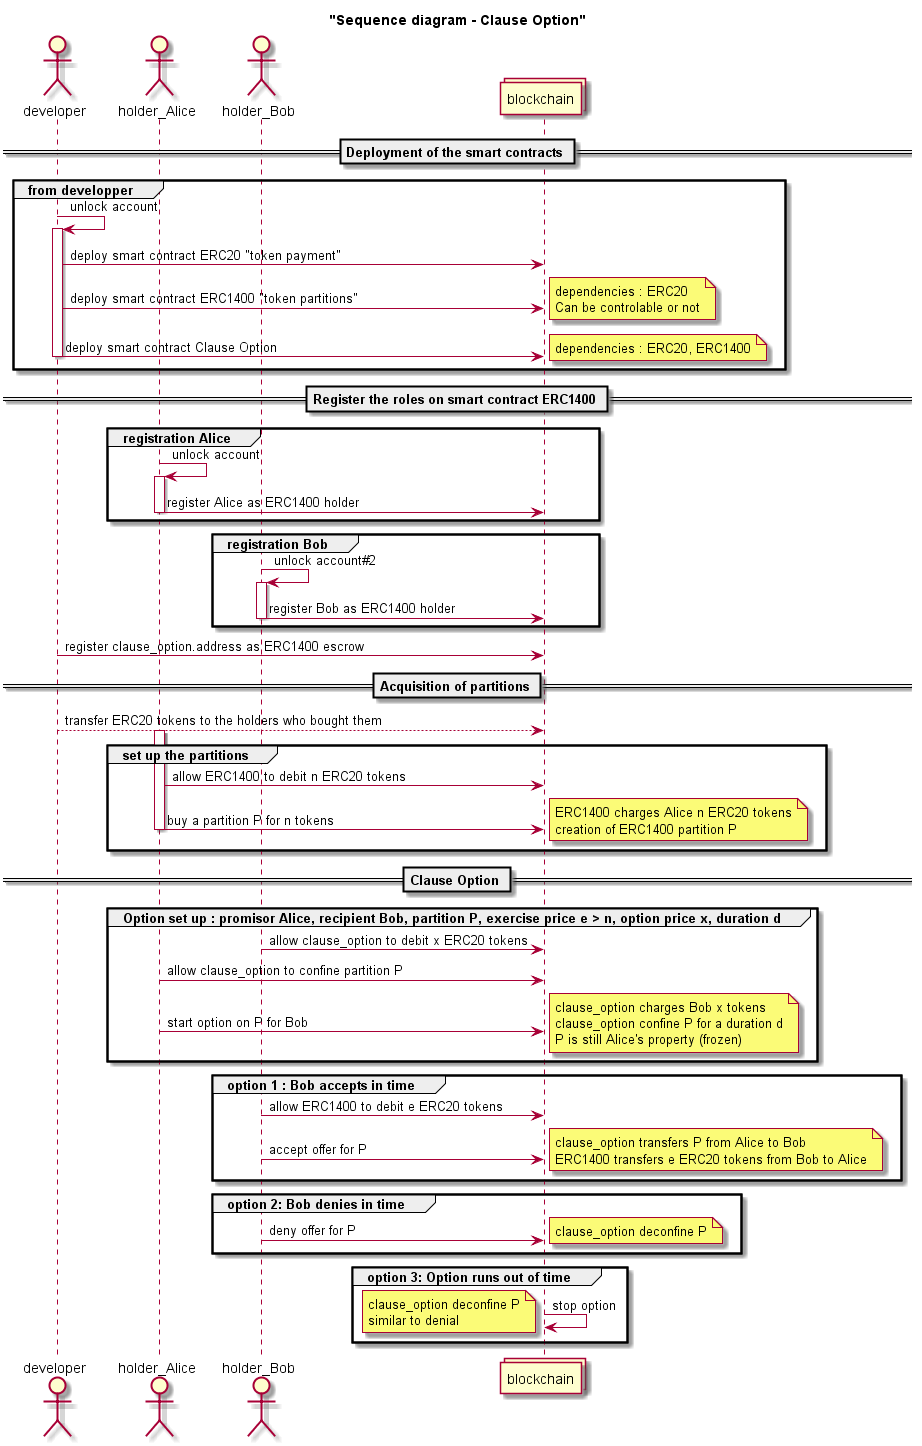 "Sequence diagram - Clause Option"
developer
holder_Alice
holder_Bob
blockchain
Deployment of the smart contracts
from developper
unlock account
deploy smart contract ERC20 "token payment"
deploy smart contract ERC1400 "token partitions"
dependencies : ERC20
Can be controlable or not
deploy smart contract Clause Option
dependencies : ERC20, ERC1400
Register the roles on smart contract ERC1400
registration Alice
unlock account
register Alice as ERC1400 holder
registration Bob
unlock account#2
register Bob as ERC1400 holder
register clause_option.address as ERC1400 escrow
Acquisition of partitions
transfer ERC20 tokens to the holders who bought them
set up the partitions
allow ERC1400 to debit n ERC20 tokens
buy a partition P for n tokens
ERC1400 charges Alice n ERC20 tokens
creation of ERC1400 partition P
Clause Option
Option set up : promisor Alice, recipient Bob, partition P, exercise price e > n, option price x, duration d
allow clause_option to debit x ERC20 tokens
allow clause_option to confine partition P
start option on P for Bob
clause_option charges Bob x tokens
clause_option confine P for a duration d
P is still Alice's property (frozen)
option 1 : Bob accepts in time
allow ERC1400 to debit e ERC20 tokens
accept offer for P
clause_option transfers P from Alice to Bob
ERC1400 transfers e ERC20 tokens from Bob to Alice
option 2: Bob denies in time
deny offer for P
clause_option deconfine P
option 3: Option runs out of time
clause_option deconfine P
similar to denial
stop option
developer
holder_Alice
holder_Bob
blockchain